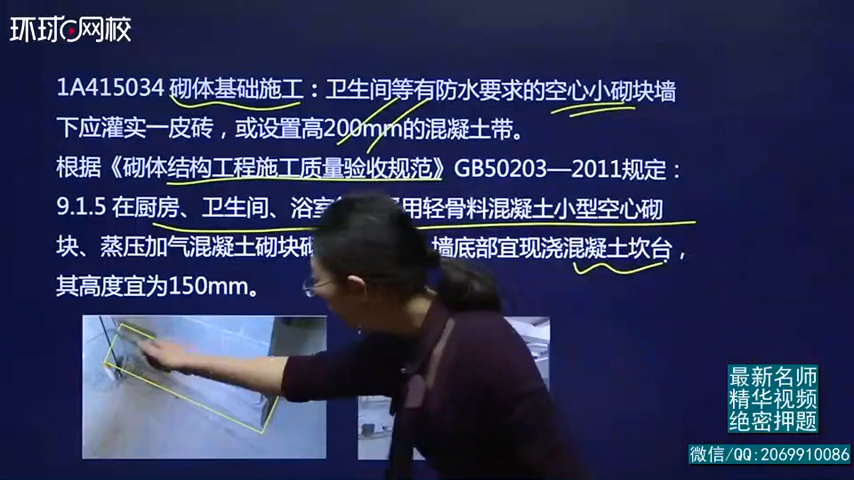 环球网校
1A415034 砌体基础施工：卫生间等有防水要求的空心小砌块墙
下应灌实一皮砖，或设置高200mm的混凝土带。
根据《砌体结构工程施工质量验收规范》GB50203—2011规定：
9.1.5 在厨房、卫生间、浴室 用轻骨料混凝土小型空心砌
块、蒸压加气混凝土砌块砌 墙底部宜现浇混凝土坎台，
其高度宜为150mm。
最新名师
精华视频
绝密押题
微信/QQ:2069910086